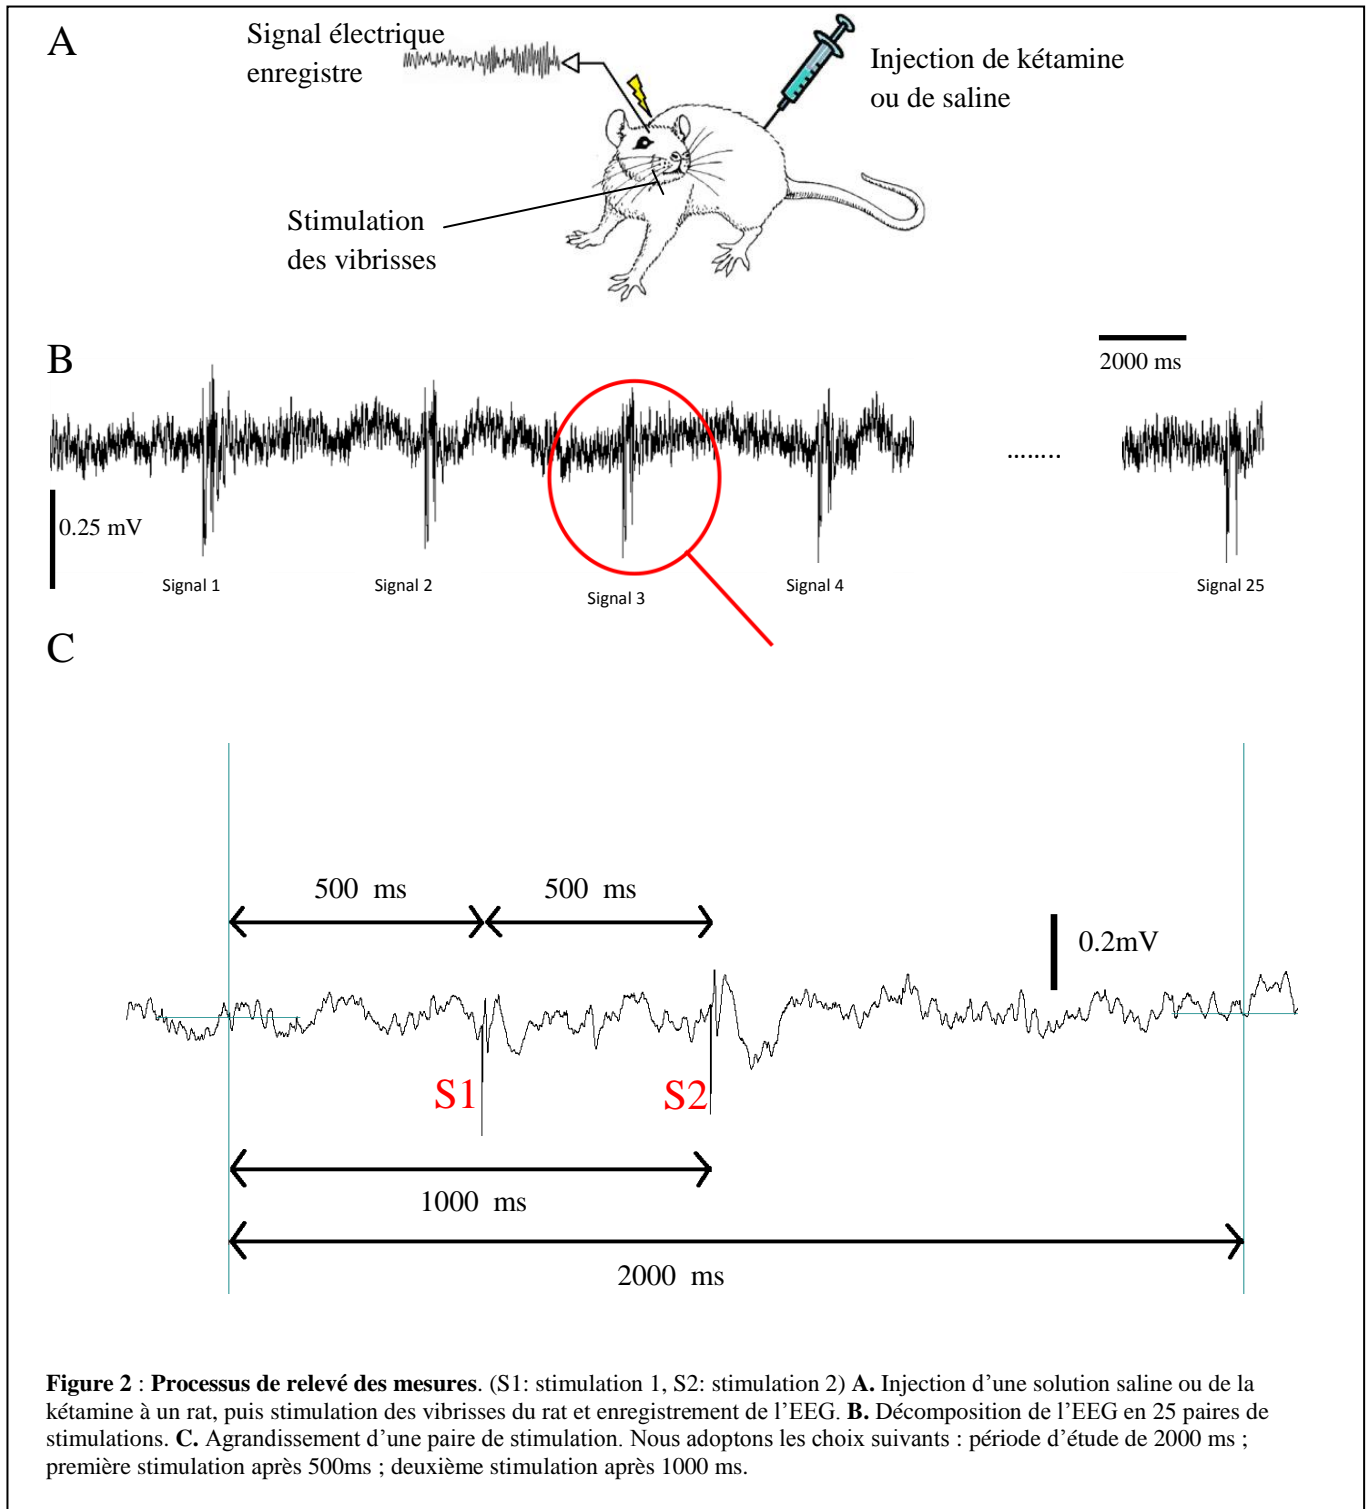 A
Signal électrique
enregistre
Injection de kétamine
ou de saline
Stimulation
des vibrisses
B
2000 ms
........
0.25 mV
Signal 1
Signal 2
Signal 3
Signal 4
Signal 25
C
500 ms
500 ms
0.2mV
S1
S2
1000 ms
2000 ms
Figure 2 : Processus de relevé des mesures. (S1: stimulation 1, S2: stimulation 2) A. Injection d’une solution saline ou de la
kétamine à un rat, puis stimulation des vibrisses du rat et enregistrement de l’EEG. B. Décomposition de l’EEG en 25 paires de
stimulations. C. Agrandissement d’une paire de stimulation. Nous adoptons les choix suivants : période d’étude de 2000 ms ;
première stimulation après 500ms ; deuxième stimulation après 1000 ms.